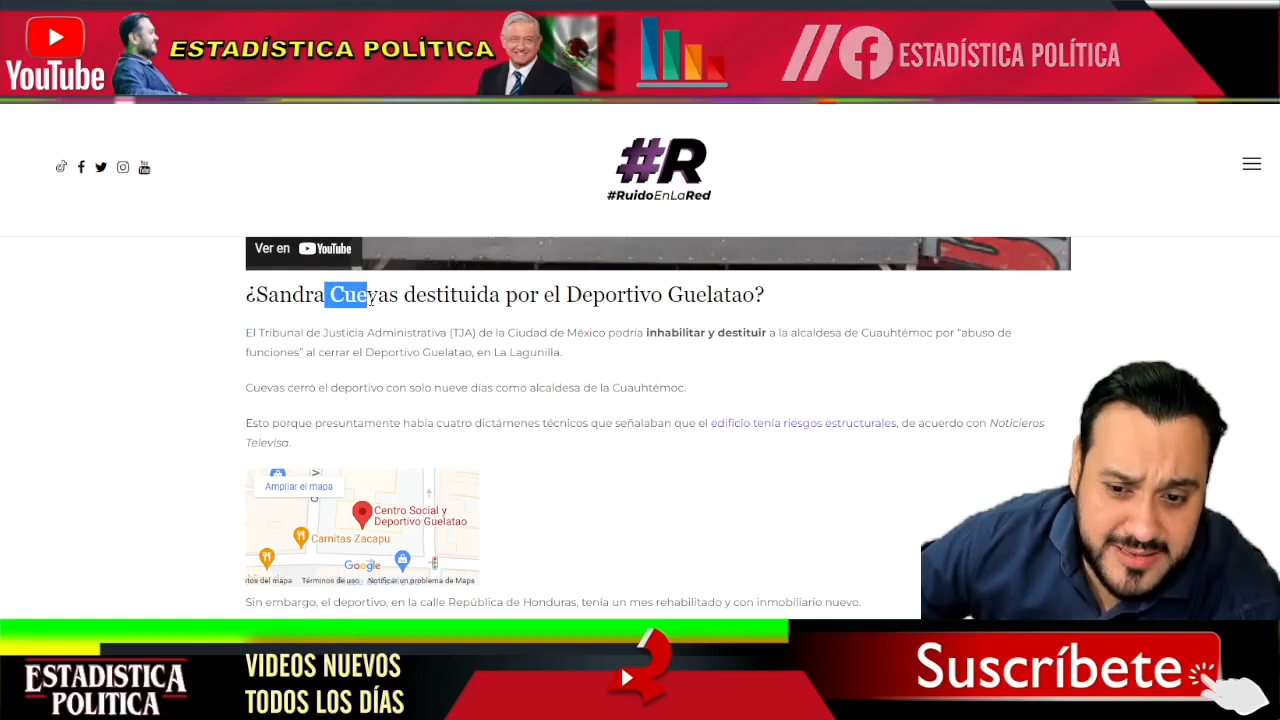 YouTube
ESTADÍSTICA POLÍTICA
ESTADÍSTICA POLÍTICA
#R
#RuidoEnLaRed
Ver en YouTube
¿Sandra Cuevas destituida por el Deportivo Guelatao?
El Tribunal de Justicia Administrativa (TJA) de la Ciudad de México podría inhabilitar y destituir a la alcaldesa de Cuauhtémoc por “abuso de
funciones” al cerrar el Deportivo Guelatao, en La Lagunilla.
Cuevas cerró el deportivo con solo nueve días como alcaldesa de la Cuauhtémoc.
Esto porque presuntamente había cuatro dictámenes técnicos que señalaban que el edificio tenía riesgos estructurales, de acuerdo con Noticieros
Televisa.
Ampliar el mapa
Centro Social y
Deportivo Guelatao
Carnitas Zacapu
Google
del mapa Términos de uso Notificar un problema de Maps
Sin embargo, el deportivo, en la calle República de Honduras, tenía un mes rehabilitado y con inmobiliario nuevo.
ESTADISTICA
POLITICA
VIDEOS NUEVOS
TODOS LOS DÍAS
Suscríbete